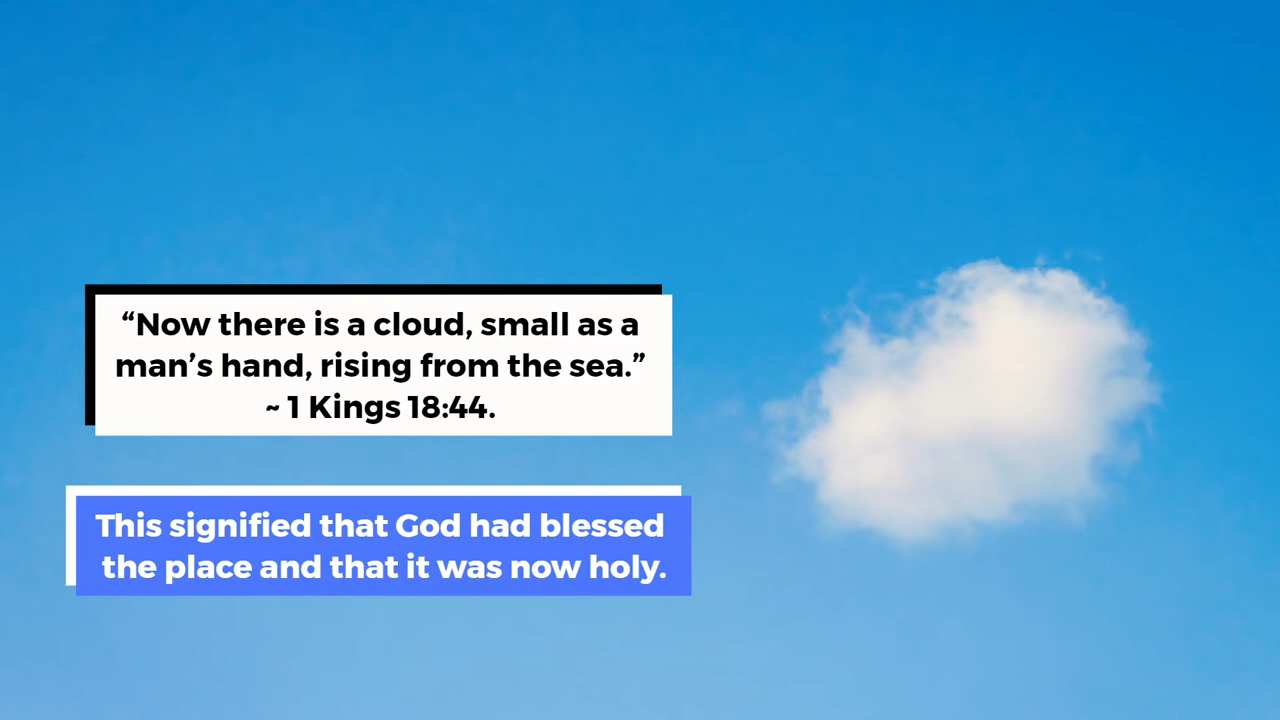 “Now there is a cloud, small as a
man’s hand, rising from the sea.”
~ 1 Kings 18:44.
This signified that God had blessed
the place and that it was now holy.